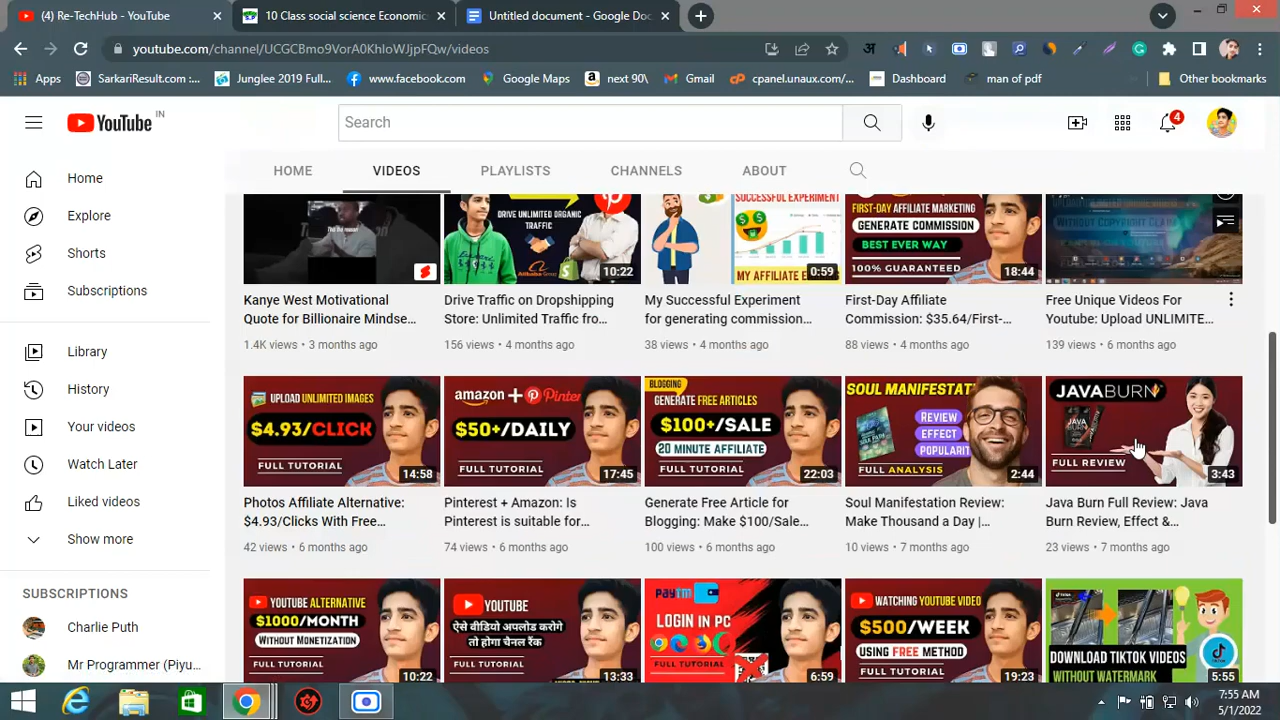 (4) Re-TechHub - YouTube
10 Class social science Economics
Untitled document - Google Doc
youtube.com/channel/UCGCBmo9VorA0KhIoWJjpFQw/videos
Apps
SarkariResult.com :...
Junglee 2019 Full...
www.facebook.com
Google Maps
next 90\
Gmail
cpanel.unaux.com/...
Dashboard
man of pdf
Other bookmarks
YouTube IN
Search
4
HOME
VIDEOS
PLAYLISTS
CHANNELS
ABOUT
Home
Explore
Shorts
Subscriptions
Library
History
Your videos
Watch Later
Liked videos
Show more
SUBSCRIPTIONS
Charlie Puth
Mr Programmer (Piyu...
DRIVE UNLIMITED ORGANIC
TRAFFIC
Alibaba Group
10:22
SUCCESSFUL EXPERIMENT
MY AFFILIATE E
0:59
FIRST-DAY AFFILIATE MARKETING
GENERATE COMMISSION
BEST EVER WAY
100% GUARANTEED
18:44
WITHOUT COPYRIGHT CLAIM
Kanye West Motivational
Quote for Billionaire Mindse...
1.4K views • 3 months ago
Drive Traffic on Dropshipping
Store: Unlimited Traffic fro...
156 views • 4 months ago
My Successful Experiment
for generating commission...
38 views • 4 months ago
First-Day Affiliate
Commission: $35.64/First-...
88 views • 4 months ago
Free Unique Videos For
Youtube: Upload UNLIMITE...
139 views • 6 months ago
UPLOAD UNLIMITED IMAGES
$4.93/CLICK
FULL TUTORIAL
14:58
amazon + Pinter
$50+/DAILY
FULL TUTORIAL
17:45
BLOGGING
GENERATE FREE ARTICLES
$100+/SALE
20 MINUTE AFFILIATE
FULL TUTORIAL
22:03
SOUL MANIFESTAT
REVIEW
EFFECT
POPULARIT
FULL ANALYSIS
2:44
JAVABURN
FULL REVIEW
3:43
Photos Affiliate Alternative:
$4.93/Clicks With Free...
42 views • 6 months ago
Pinterest + Amazon: Is
Pinterest is suitable for...
74 views • 6 months ago
Generate Free Article for
Blogging: Make $100/Sale...
100 views • 6 months ago
Soul Manifestation Review:
Make Thousand a Day |...
10 views • 7 months ago
Java Burn Full Review: Java
Burn Review, Effect &...
23 views • 7 months ago
YOUTUBE ALTERNATIVE
$1000/MONTH
WITHOUT MONETIZATION
FULL TUTORIAL
10:22
YOUTUBE
ऐसे वीडियो अपलोड करोगे
तो होगा चैनल रैंक
FULL TUTORIAL
13:33
PAYTM
LOGIN IN PC
FULL TUTORIAL
6:59
WATCHING YOUTUBE VIDEO
$500/WEEK
USING FREE METHOD
FULL TUTORIAL
19:23
TikTok
DOWNLOAD TIKTOK VIDEOS
WITHOUT WATERMARK
5:55
7:55 AM
5/1/2022